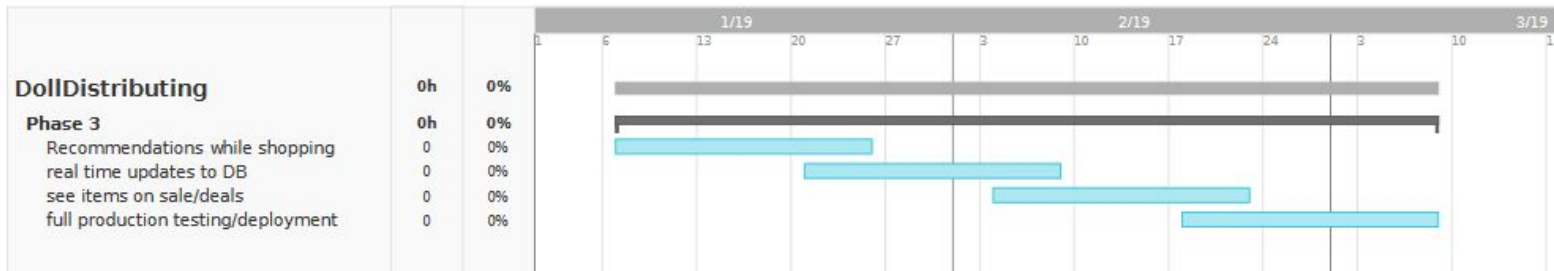 1/19 2/19 3/19
1 6 13 20 27 3 10 17 24 3 10 1
DollDistributing 0h 0%
Phase 3 0h 0%
Recommendations while shopping 0 0%
real time updates to DB 0 0%
see items on sale/deals 0 0%
full production testing/deployment 0 0%